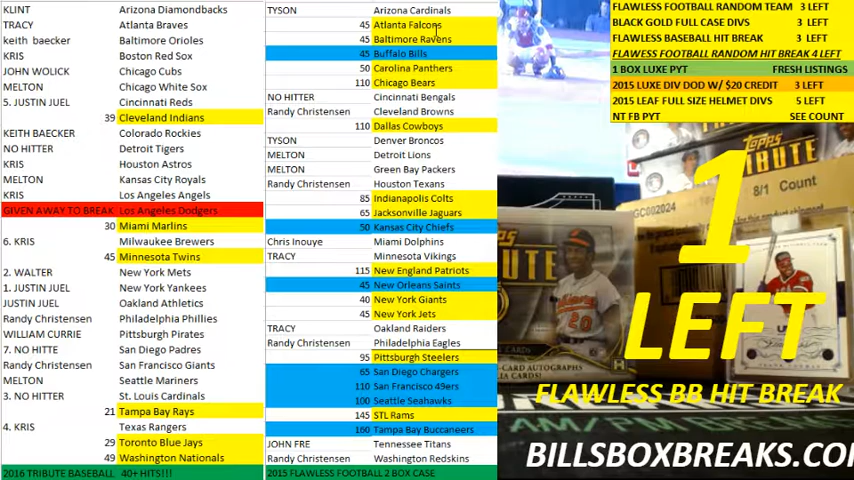 KLINT Arizona Diamondbacks
TRACY Atlanta Braves
keith baecker Baltimore Orioles
KRIS Boston Red Sox
JOHN WOLICK Chicago Cubs
MELTON Chicago White Sox
5. JUSTIN JUEL Cincinnati Reds
39 Cleveland Indians
KEITH BAECKER Colorado Rockies
NO HITTER Detroit Tigers
KRIS Houston Astros
MELTON Kansas City Royals
KRIS Los Angeles Angels
GIVEN AWAY TO BREAK Los Angeles Dodgers
30 Miami Marlins
6. KRIS Milwaukee Brewers
45 Minnesota Twins
2. WALTER New York Mets
1. JUSTIN JUEL New York Yankees
JUSTIN JUEL Oakland Athletics
Randy Christensen Philadelphia Phillies
WILLIAM CURRIE Pittsburgh Pirates
7. NO HITTE San Diego Padres
Randy Christensen San Francisco Giants
MELTON Seattle Mariners
3. NO HITTER St. Louis Cardinals
21 Tampa Bay Rays
4. KRIS Texas Rangers
29 Toronto Blue Jays
49 Washington Nationals
2016 TRIBUTE BASEBALL 40+ HITS!!!
TYSON Arizona Cardinals
45 Atlanta Falcons
45 Baltimore Ravens
45 Buffalo Bills
50 Carolina Panthers
110 Chicago Bears
NO HITTER Cincinnati Bengals
Randy Christensen Cleveland Browns
110 Dallas Cowboys
TYSON Denver Broncos
MELTON Detroit Lions
MELTON Green Bay Packers
Randy Christensen Houston Texans
85 Indianapolis Colts
65 Jacksonville Jaguars
50 Kansas City Chiefs
Chris Inouye Miami Dolphins
TRACY Minnesota Vikings
115 New England Patriots
45 New Orleans Saints
40 New York Giants
45 New York Jets
TRACY Oakland Raiders
Randy Christensen Philadelphia Eagles
95 Pittsburgh Steelers
65 San Diego Chargers
110 San Francisco 49ers
100 Seattle Seahawks
145 STL Rams
160 Tampa Bay Buccaneers
JOHN FRE Tennessee Titans
Randy Christensen Washington Redskins
2015 FLAWLESS FOOTBALL 2 BOX CASE
FLAWLESS FOOTBALL RANDOM TEAM 3 LEFT
BLACK GOLD FULL CASE DIVS 3 LEFT
FLAWLESS BASEBALL HIT BREAK 3 LEFT
FLAWLESS FOOTBALL RANDOM HIT BREAK 4 LEFT
1 BOX LUXE PYT FRESH LISTINGS
2015 LUXE DIV DOD W/ $20 CREDIT 3 LEFT
2015 LEAF FULL SIZE HELMET DIVS 5 LEFT
NT FB PYT SEE COUNT
TRIBUTE
8/1 Count
GC002024
1
LEFT
TOPPS
TRIBUTE
20
FLAWLESS BB HIT BREAK
BILLSBOXBREAKS.CO